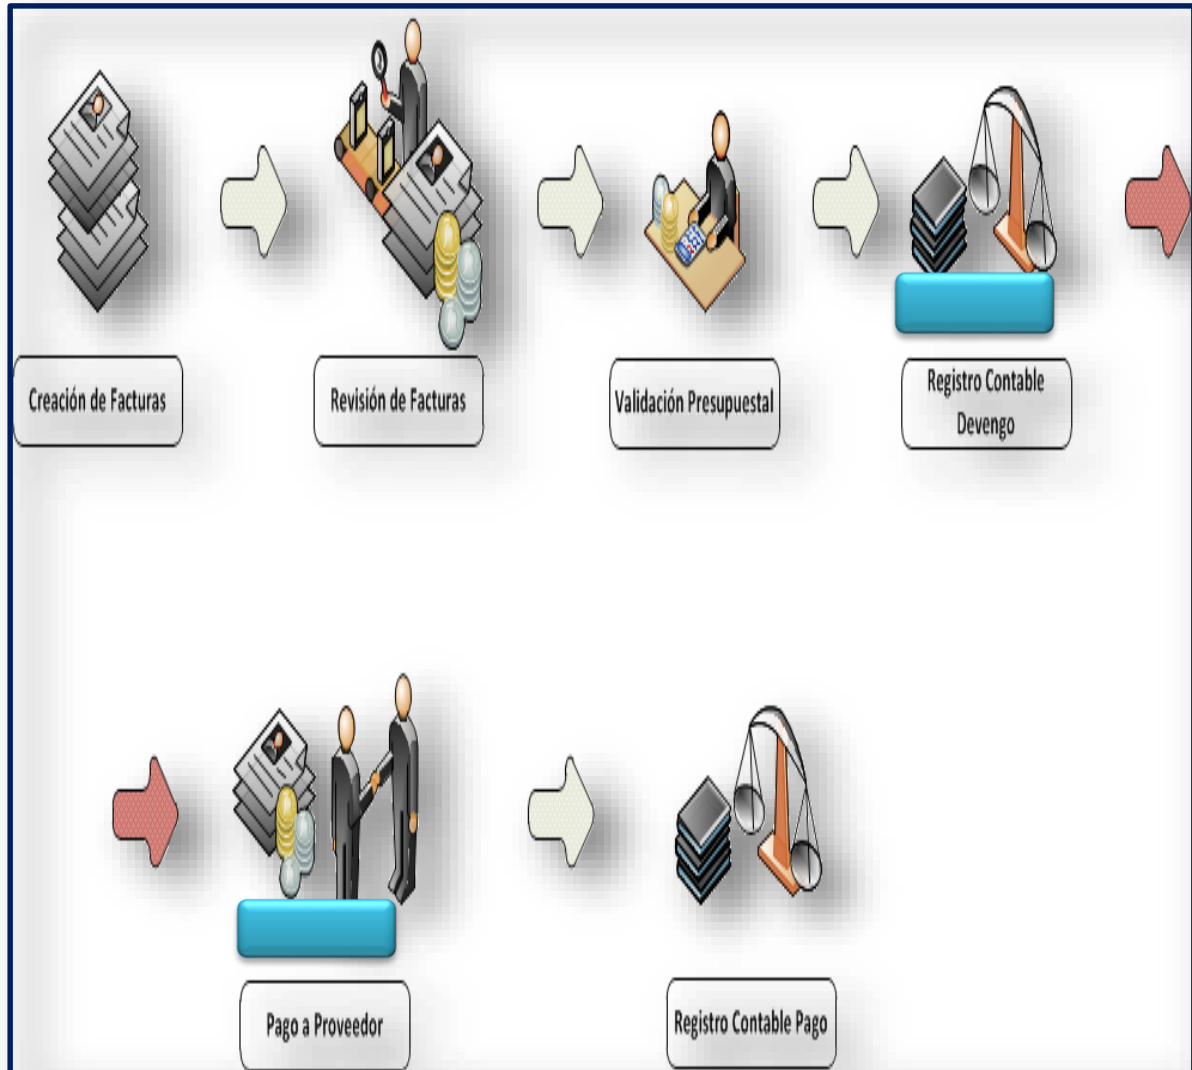 Creación de Facturas
Revisión de Facturas
Validación Presupuestal
Registro Contable
Devengo
Pago a Proveedor
Registro Contable Pago